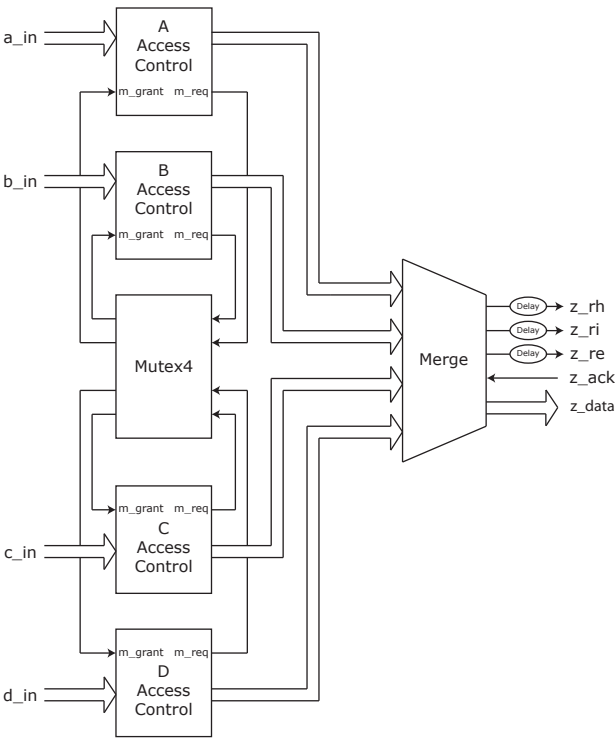 a_in
A
Access
Control
m_grant m_req
b_in
B
Access
Control
m_grant m_req
Mutex4
m_grant m_req
C
Access
Control
c_in
m_grant m_req
D
Access
Control
d_in
Merge
Delay z_rh
Delay z_ri
Delay z_re
z_ack
z_data